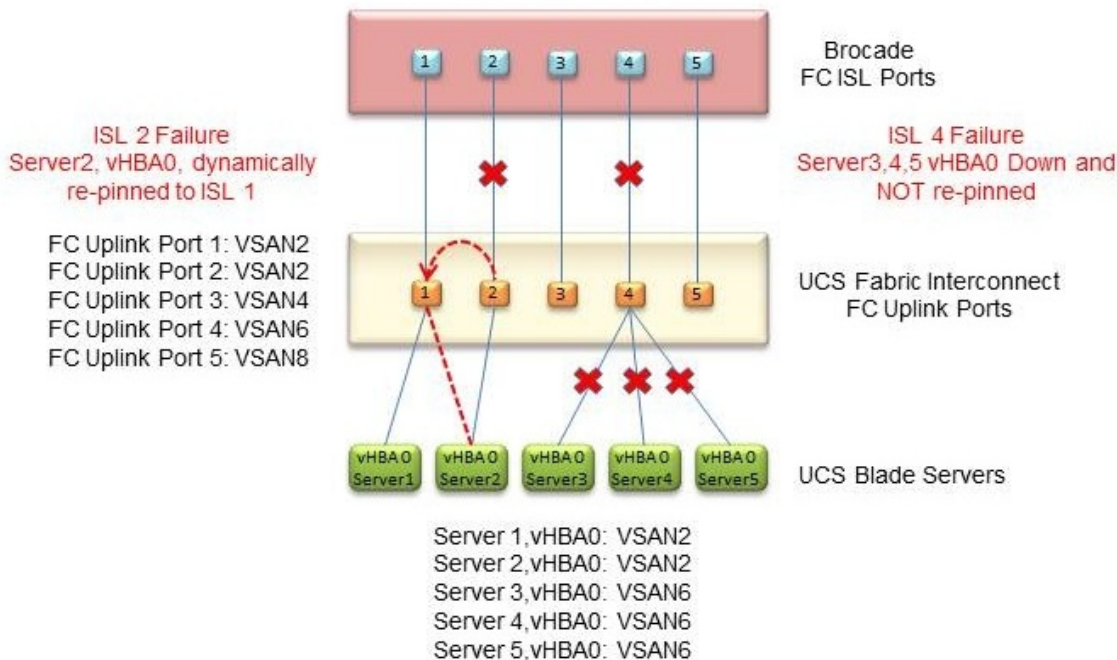 1 2 3 4 5
Brocade
FC ISL Ports
ISL 2 Failure
Server2, vHBA0, dynamically
re-pinned to ISL 1
ISL 4 Failure
Server3,4,5 vHBA0 Down and
NOT re-pinned
FC Uplink Port 1: VSAN2
FC Uplink Port 2: VSAN2
FC Uplink Port 3: VSAN4
FC Uplink Port 4: VSAN6
FC Uplink Port 5: VSAN8
1 2 3 4 5
UCS Fabric Interconnect
FC Uplink Ports
vHBA 0
Server1
vHBA 0
Server2
vHBA 0
Server3
vHBA 0
Server4
vHBA 0
Server5
UCS Blade Servers
Server 1,vHBA0: VSAN2
Server 2,vHBA0: VSAN2
Server 3,vHBA0: VSAN6
Server 4,vHBA0: VSAN6
Server 5,vHBA0: VSAN6